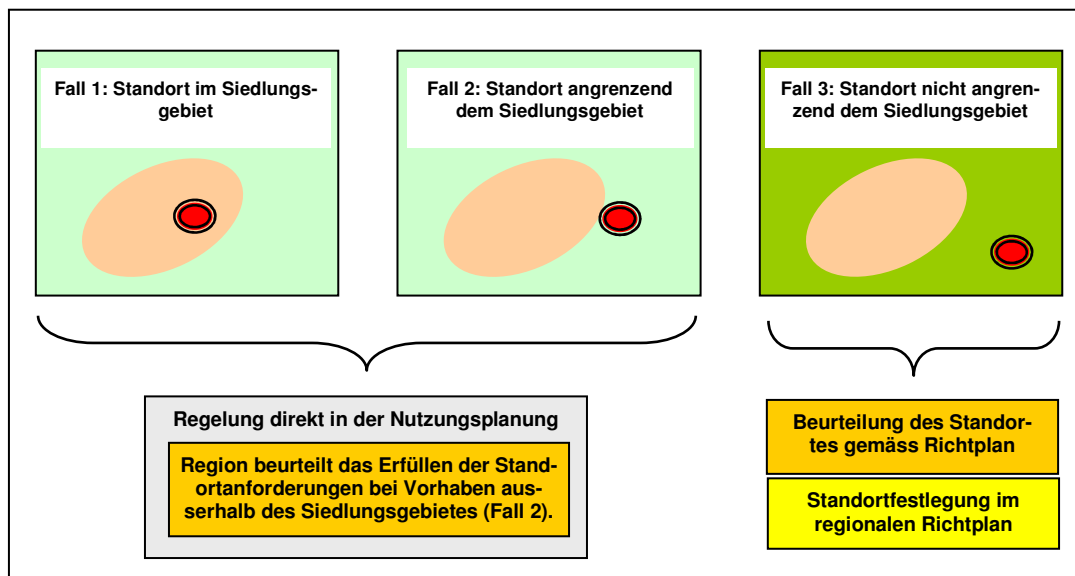 Fall 1: Standort im Siedlungs-
gebiet
Fall 2: Standort angrenzend
dem Siedlungsgebiet
Fall 3: Standort nicht angren-
zend dem Siedlungsgebiet
Regelung direkt in der Nutzungsplanung
Region beurteilt das Erfüllen der Stand-
ortanforderungen bei Vorhaben aus-
serhalb des Siedlungsgebietes (Fall 2).
Beurteilung des Standor-
tes gemäss Richtplan
Standortfestlegung im
regionalen Richtplan